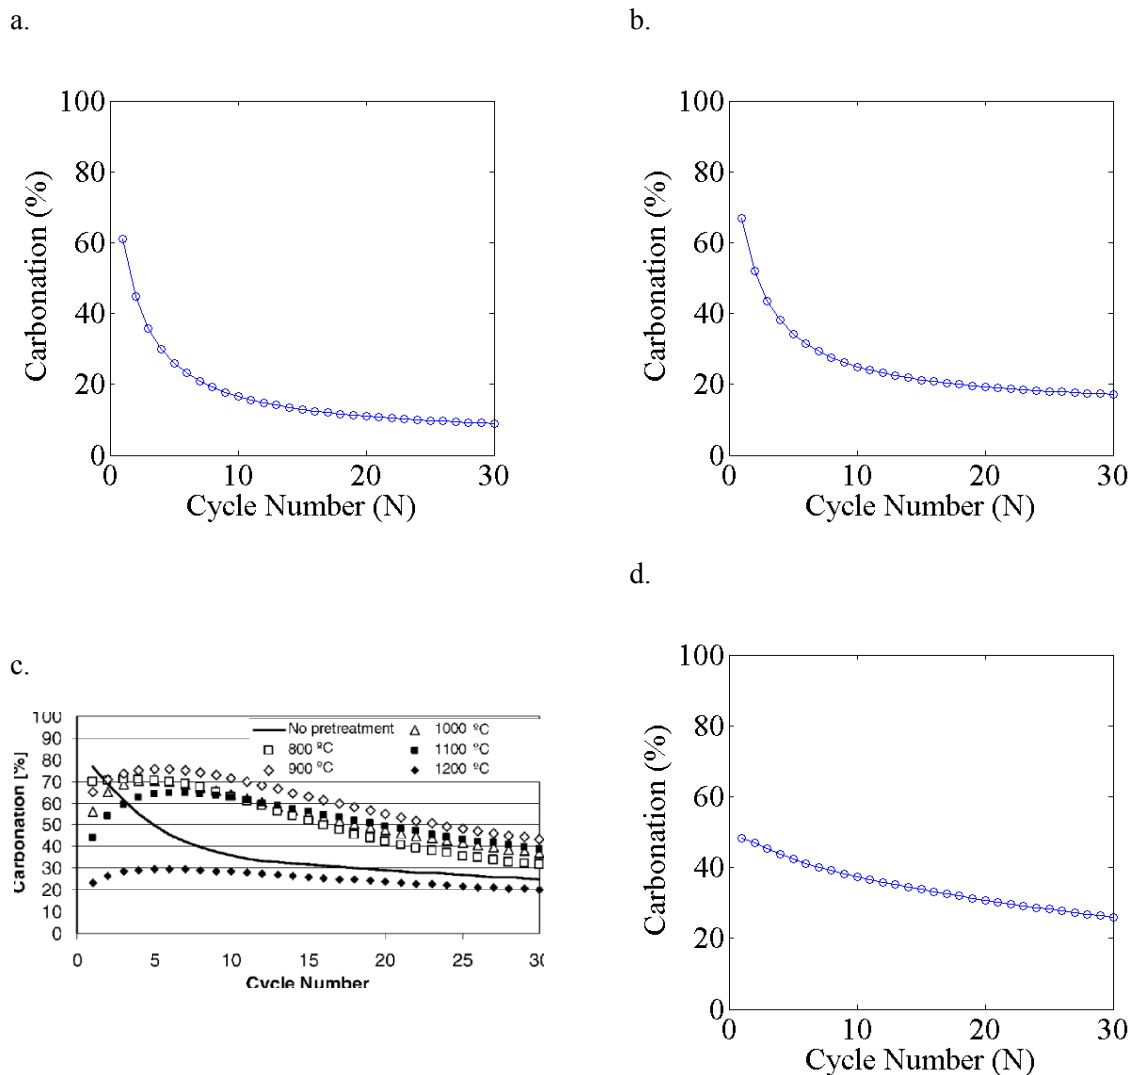 a.
b.
100
80
60
40
20
0
Carbonation (%)
0 10 20 30
Cycle Number (N)
100
80
60
40
20
0
Carbonation (%)
0 10 20 30
Cycle Number (N)
c.
100
90
80
70
60
50
40
30
20
10
0
Carbonation [%]
No pretreatment
800 ºC
900 ºC
1000 ºC
1100 ºC
1200 ºC
0 5 10 15 20 25 30
Cycle Number
d.
100
80
60
40
20
0
Carbonation (%)
0 10 20 30
Cycle Number (N)